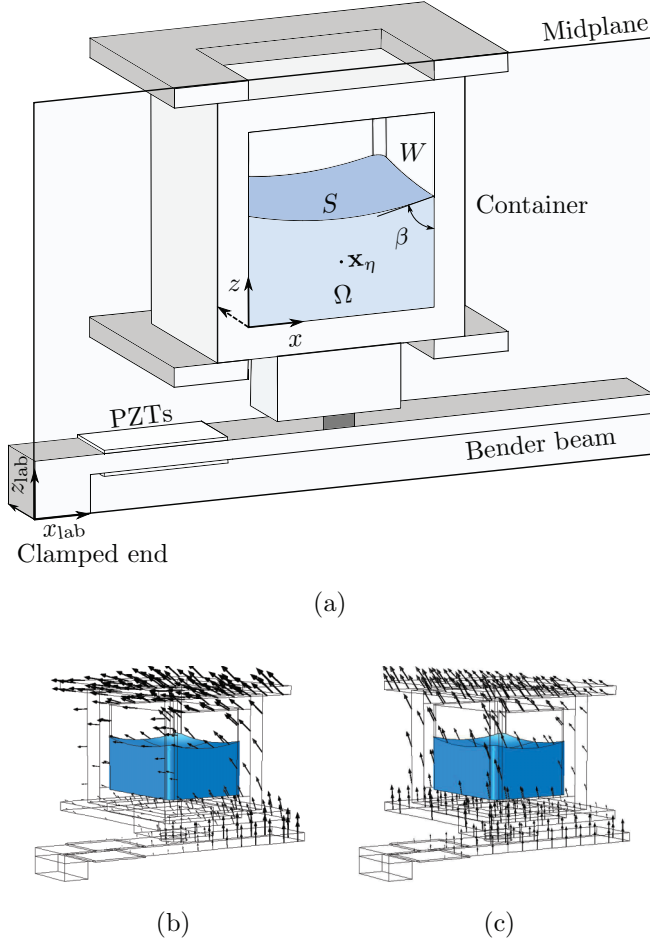 Midplane
W
S
Container
β
· x_η
z
Ω
x
PZTs
Bender beam
z_lab
x_lab
Clamped end
(a)
(b) (c)